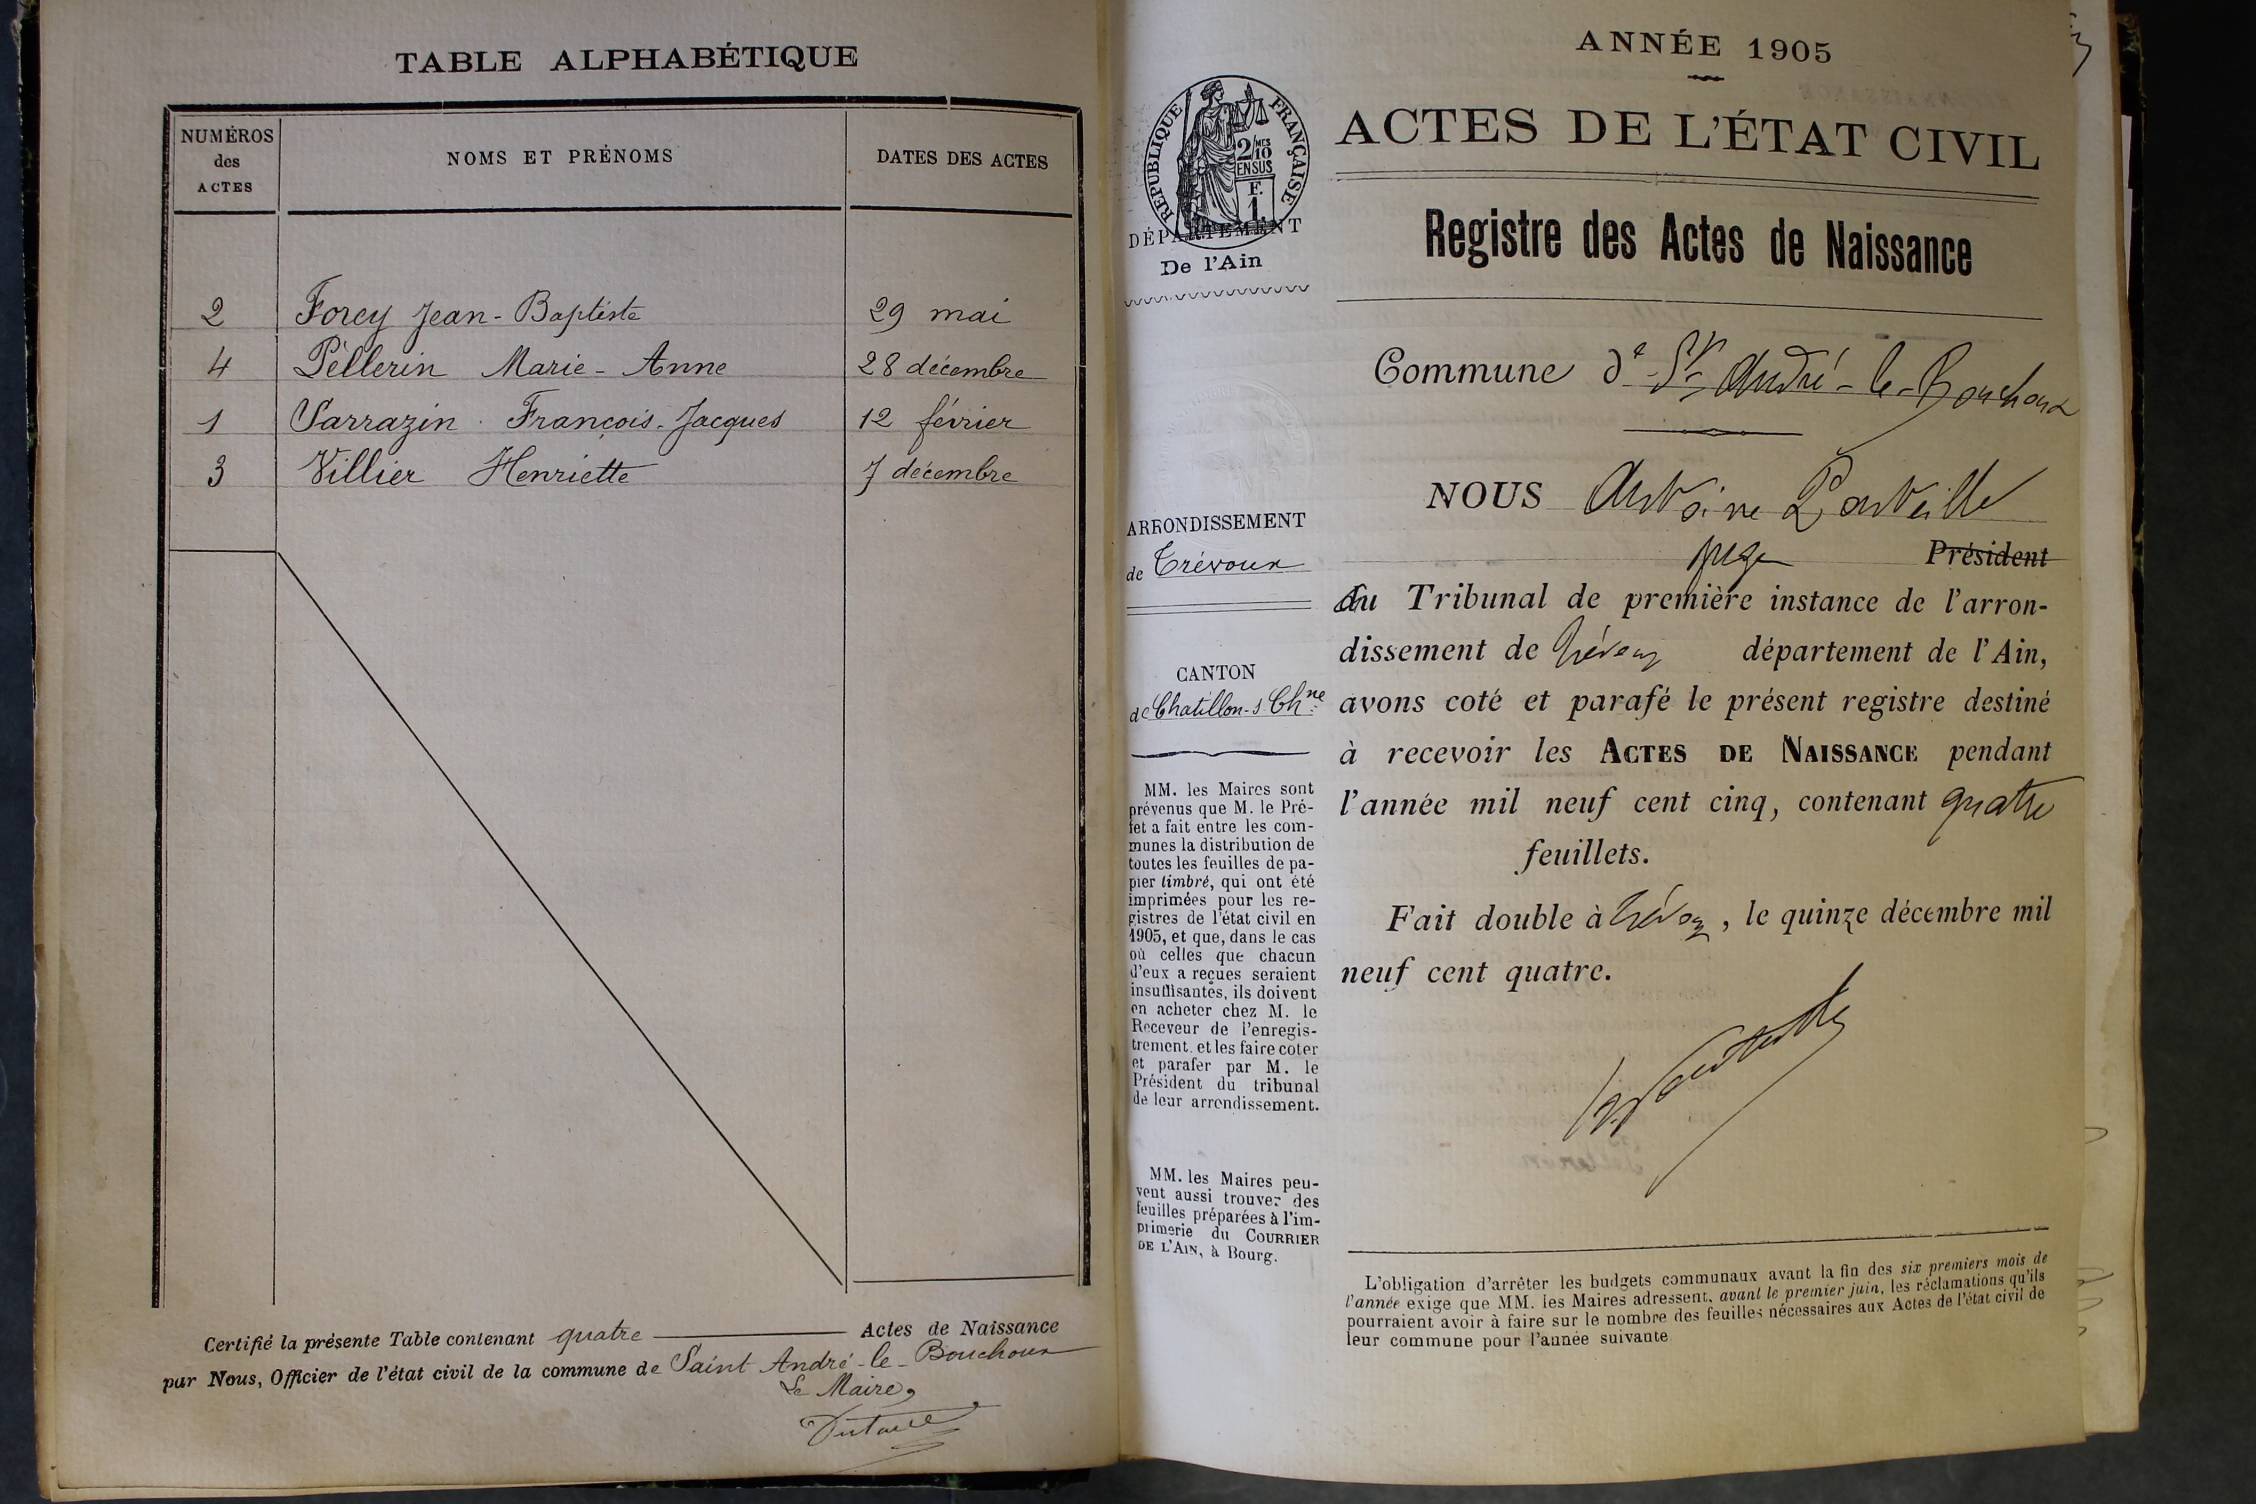 TABLE ALPHABÉTIQUE
NUMÉROS des ACTES
NOMS ET PRÉNOMS
DATES DES ACTES
2 Forey Jean-Baptiste 29 mai
4 Pellerin Marie-Anne 28 décembre
1 Sarrazin François-Jacques 12 février
3 Villier Henriette 7 décembre
Certifié la présente Table contenant quatre Actes de Naissance
par Nous, Officier de l'état civil de la commune de Saint André-le-Bouchoux
Le Maire,
ANNÉE 1905
RÉPUBLIQUE FRANÇAISE
2 MES
10
EN SUS
F.
1.
DÉPARTEMENT
De l'Ain
ARRONDISSEMENT
de Trévoux
CANTON
de Chatillon-s-Chne
MM. les Maires sont
prévenus que M. le Pré-
fet a fait entre les com-
munes la distribution de
toutes les feuilles de pa-
pier timbré, qui ont été
imprimées pour les re-
gistres de l'état civil en
1905, et que, dans le cas
où celles que chacun
d'eux a reçues seraient
insuffisantes, ils doivent
en acheter chez M. le
Receveur de l'enregis-
trement, et les faire coter
et parafer par M. le
Président du tribunal
de leur arrondissement.
MM. les Maires peu-
vent aussi trouver des
feuilles préparées à l'im-
primerie du COURRIER
DE L'AIN, à Bourg.
ACTES DE L'ÉTAT CIVIL
Registre des Actes de Naissance
Commune de St André-le-Bouchoux
NOUS Antoine
juge Président
du Tribunal de première instance de l'arron-
dissement de Trévoux département de l'Ain,
avons coté et parafé le présent registre destiné
à recevoir les ACTES DE NAISSANCE pendant
l'année mil neuf cent cinq, contenant quatre
feuillets.
Fait double à Trévoux, le quinze décembre mil
neuf cent quatre.
L'obligation d'arrêter les budgets communaux avant la fin des six premiers mois de
l'année exige que MM. les Maires adressent, avant le premier juin, les réclamations qu'ils
pourraient avoir à faire sur le nombre des feuilles nécessaires aux Actes de l'état civil de
leur commune pour l'année suivante